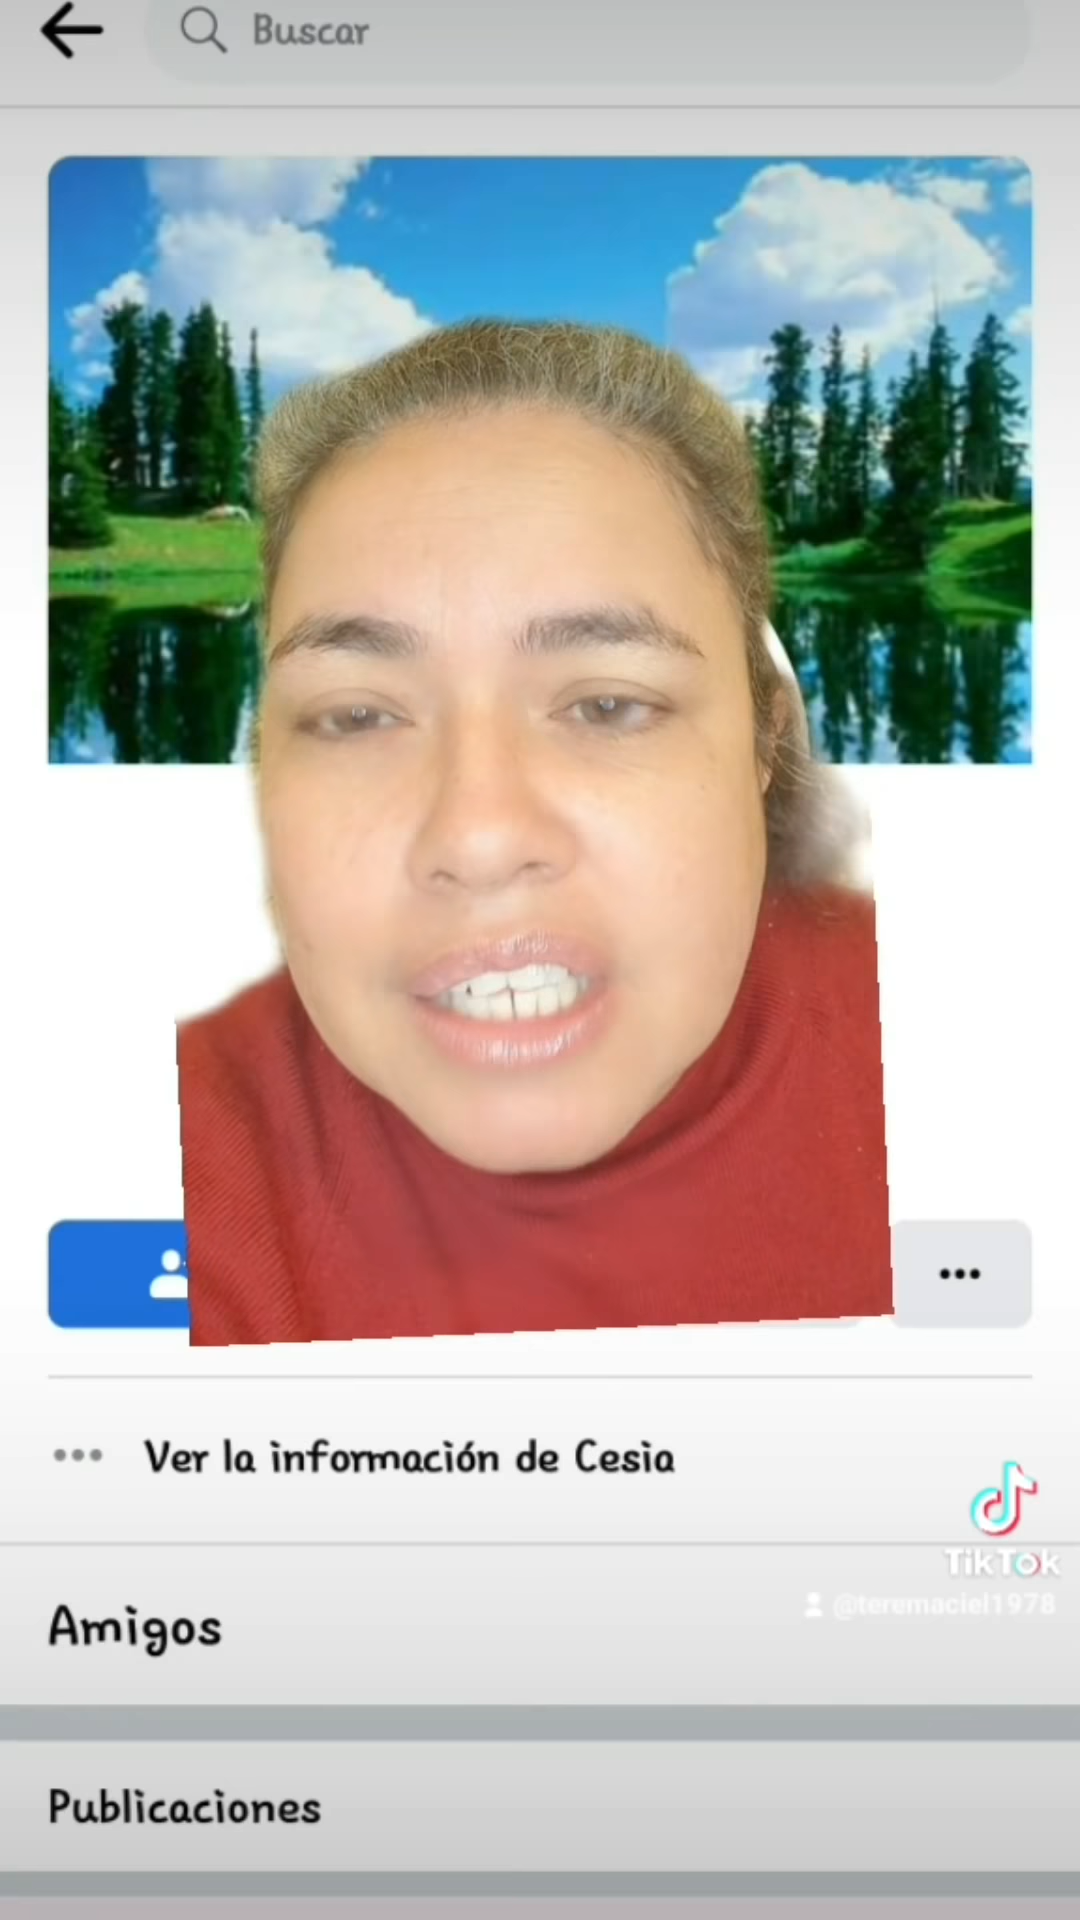 Buscar
Ver la información de Cesia
TikTok
@teremaciel1978
Amigos
Publicaciones